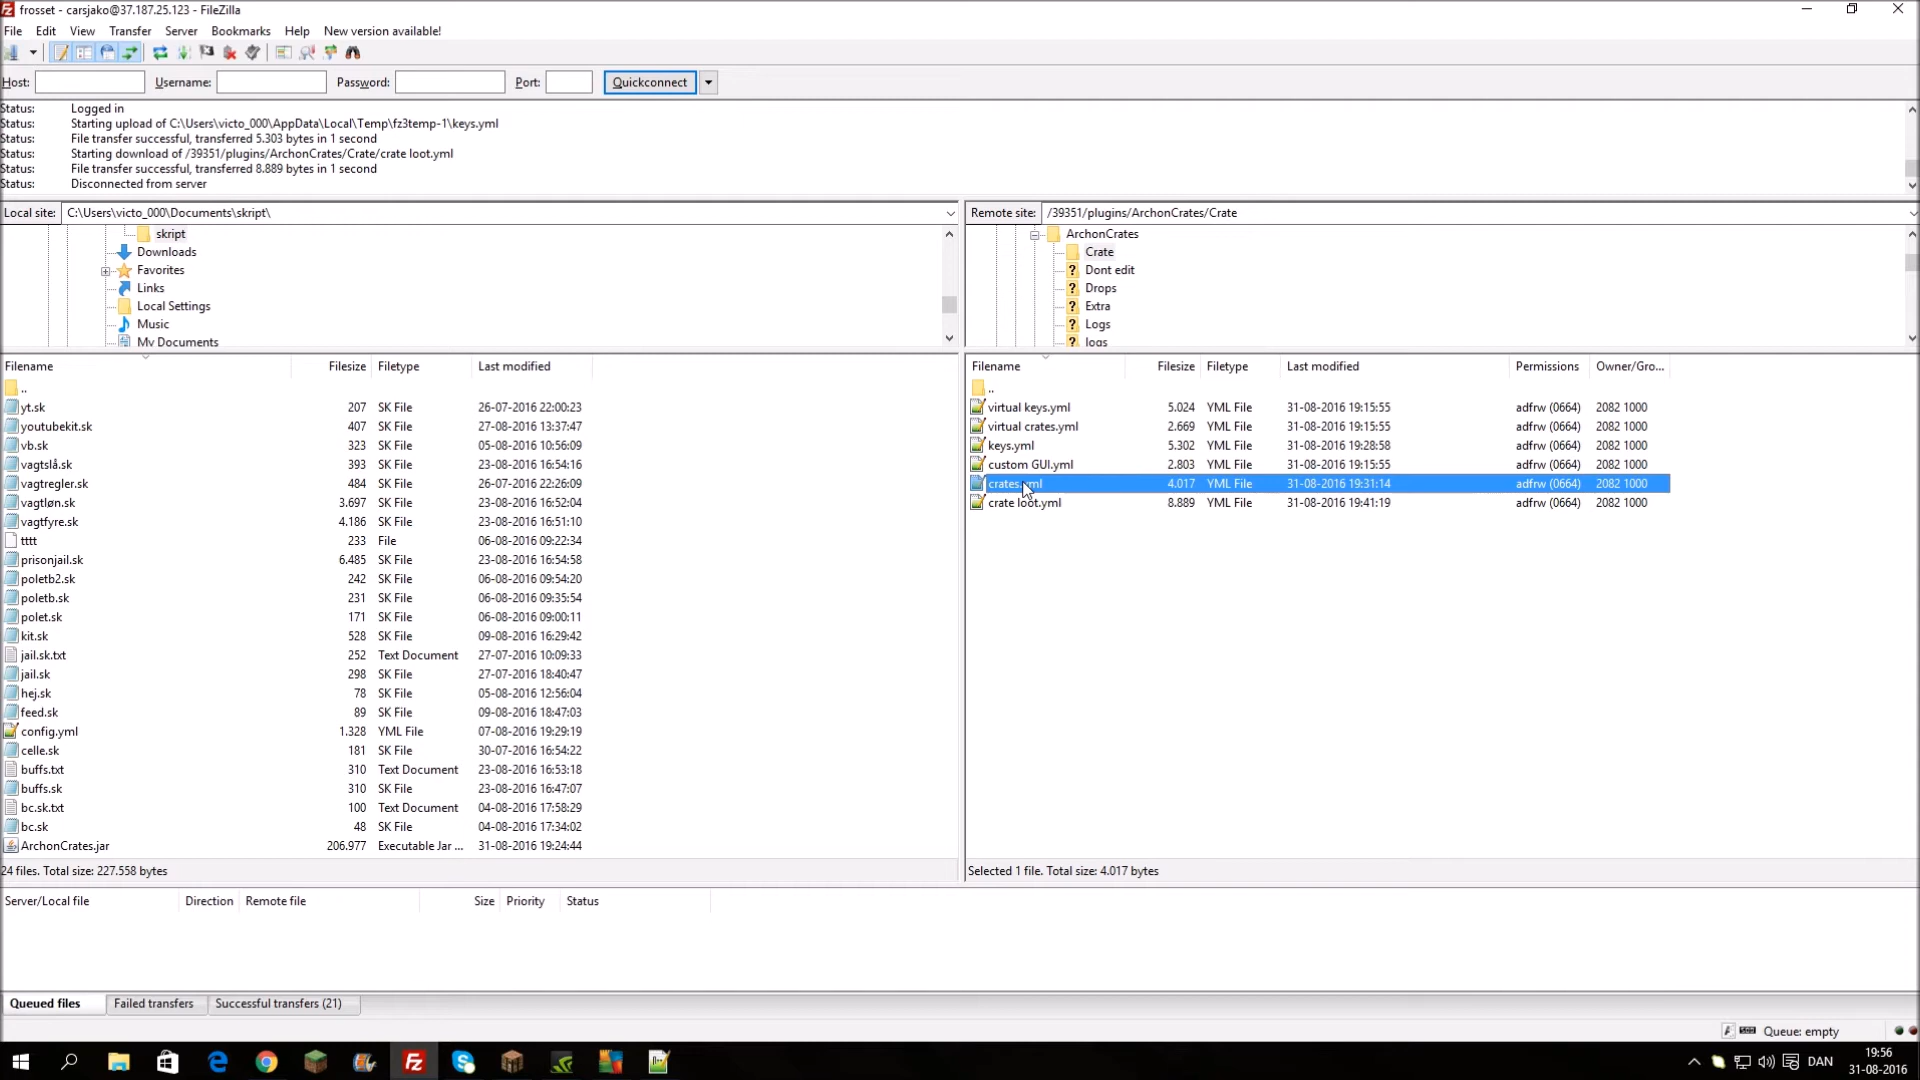 frosset - carsjako@37.187.25.123 - FileZilla
File Edit View Transfer Server Bookmarks Help New version available!
Host: Username: Password: Port: Quickconnect
Status: Logged in
Status: Starting upload of C:\Users\victo_000\AppData\Local\Temp\fz3temp-1\keys.yml
Status: File transfer successful, transferred 5.303 bytes in 1 second
Status: Starting download of /39351/plugins/ArchonCrates/Crate/crate loot.yml
Status: File transfer successful, transferred 8.889 bytes in 1 second
Status: Disconnected from server
Local site: C:\Users\victo_000\Documents\skript\
skript
Downloads
Favorites
Links
Local Settings
Music
My Documents
Remote site: /39351/plugins/ArchonCrates/Crate
ArchonCrates
Crate
Dont edit
Drops
Extra
Logs
logs
Filename Filesize Filetype Last modified
..
yt.sk 207 SK File 26-07-2016 22:00:23
youtubekit.sk 407 SK File 27-08-2016 13:37:47
vb.sk 323 SK File 05-08-2016 10:56:09
vagtslå.sk 393 SK File 23-08-2016 16:54:16
vagtregler.sk 484 SK File 26-07-2016 22:26:09
vagtløn.sk 3.697 SK File 23-08-2016 16:52:04
vagtfyre.sk 4.186 SK File 23-08-2016 16:51:10
tttt 233 File 06-08-2016 09:22:34
prisonjail.sk 6.485 SK File 23-08-2016 16:54:58
poletb2.sk 242 SK File 06-08-2016 09:54:20
poletb.sk 231 SK File 06-08-2016 09:35:54
polet.sk 171 SK File 06-08-2016 09:00:11
kit.sk 528 SK File 09-08-2016 16:29:42
jail.sk.txt 252 Text Document 27-07-2016 10:09:33
jail.sk 298 SK File 27-07-2016 18:40:47
hej.sk 78 SK File 05-08-2016 12:56:04
feed.sk 89 SK File 09-08-2016 18:47:03
config.yml 1.328 YML File 07-08-2016 19:29:19
celle.sk 181 SK File 30-07-2016 16:54:22
buffs.txt 310 Text Document 23-08-2016 16:53:18
buffs.sk 310 SK File 23-08-2016 16:47:07
bc.sk.txt 100 Text Document 04-08-2016 17:58:29
bc.sk 48 SK File 04-08-2016 17:34:02
ArchonCrates.jar 206.977 Executable Jar ... 31-08-2016 19:24:44
24 files. Total size: 227.558 bytes
Filename Filesize Filetype Last modified Permissions Owner/Gro...
..
virtual keys.yml 5.024 YML File 31-08-2016 19:15:55 adfrw (0664) 2082 1000
virtual crates.yml 2.669 YML File 31-08-2016 19:15:55 adfrw (0664) 2082 1000
keys.yml 5.302 YML File 31-08-2016 19:28:58 adfrw (0664) 2082 1000
custom GUI.yml 2.803 YML File 31-08-2016 19:15:55 adfrw (0664) 2082 1000
crates.yml 4.017 YML File 31-08-2016 19:31:14 adfrw (0664) 2082 1000
crate loot.yml 8.889 YML File 31-08-2016 19:41:19 adfrw (0664) 2082 1000
Selected 1 file. Total size: 4.017 bytes
Server/Local file Direction Remote file Size Priority Status
Queued files Failed transfers Successful transfers (21)
Queue: empty
DAN
19:56
31-08-2016